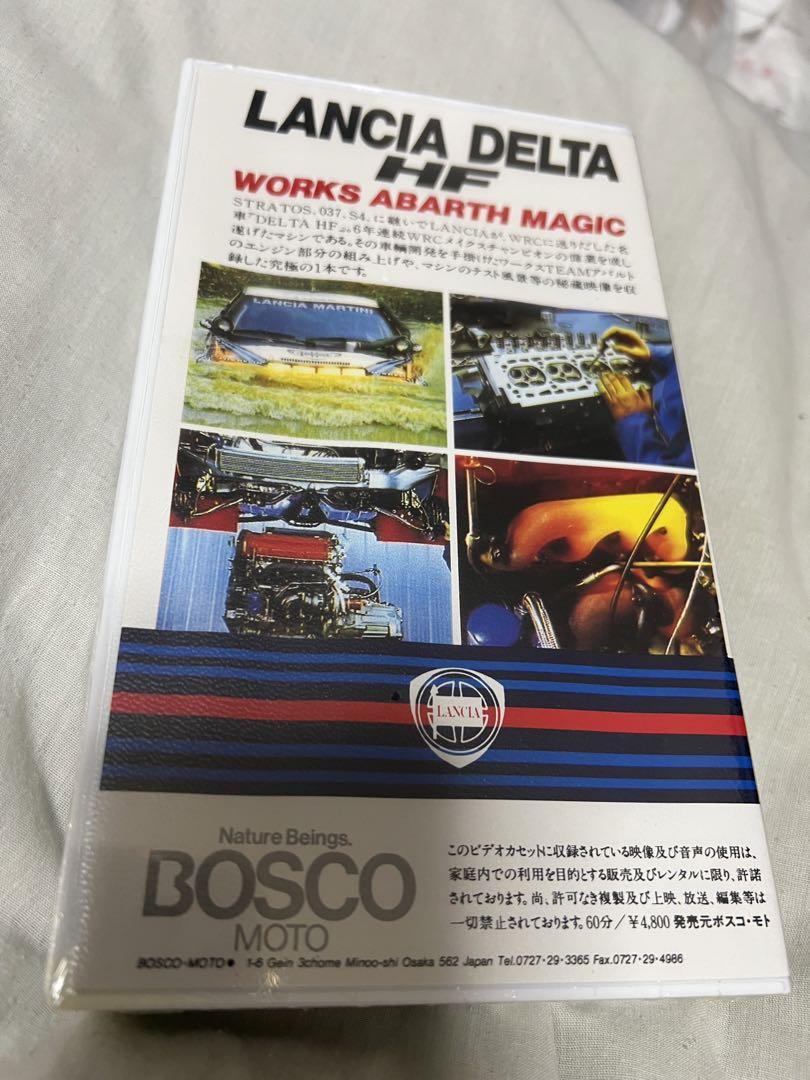 LANCIA DELTA
HF
WORKS ABARTH MAGIC
STRATOS、037、S4、に継いでLANCIAが、WRCに送りだした名
車『DELTA HF』。6年連続WRCメイクスチャンピオンの偉業を成し
遂げたマシンである。その車輌開発を手掛けたワークスTEAMアバルト
のエンジン部分の組み上げや、マシンのテスト風景等の秘蔵映像を収
録した究極の1本です。
LANCIA MARTINI
LANCIA
Nature Beings.
BOSCO
MOTO
このビデオカセットに収録されている映像及び音声の使用は、
家庭内での利用を目的とする販売及びレンタルに限り、許諾
されております。尚、許可なき複製及び上映、放送、編集等は
一切禁止されております。60分/¥4,800 発売元ボスコ・モト
BOSCO-MOTO● 1-6 Gein 3chome Minoo-shi Osaka 562 Japan Tel.0727・29・3365 Fax.0727・29・4986